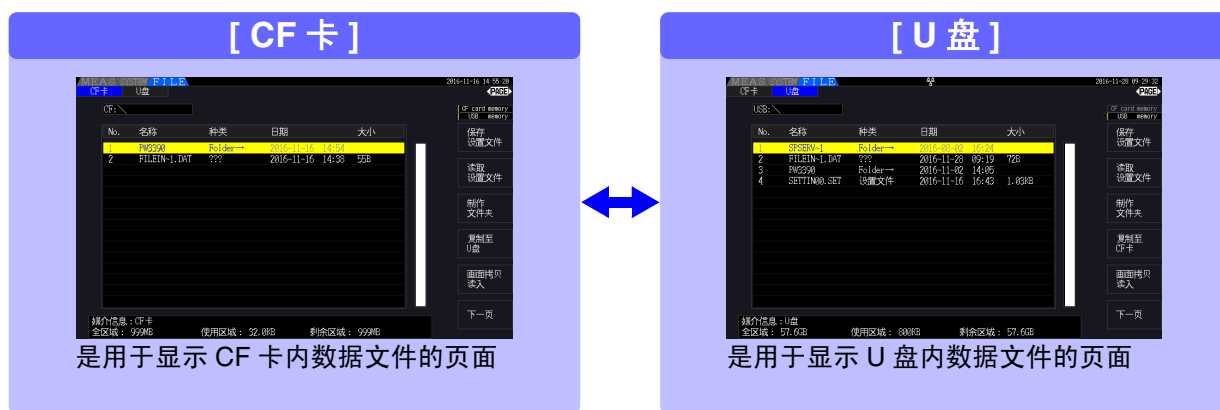 [ CF 卡 ]
MEAS SYSTEM FILE 2016-11-16 14:55:20
CF卡 U盘 PAGE
CF:\ CF card memory
USB memory
No. 名称 种类 日期 大小
1 PW3390 Folder→ 2016-11-16 14:54
2 FILEIN~1.DAT ??? 2016-11-16 14:38 55B
保存
设置文件
读取
设置文件
制作
文件夹
复制至
U盘
画面拷贝
读入
下一页
媒介信息：CF卡
全区域： 999MB 使用区域： 32.0KB 剩余区域： 999MB
是用于显示 CF 卡内数据文件的页面
[ U 盘 ]
MEAS SYSTEM FILE 2016-11-28 09:29:32
CF卡 U盘 PAGE
USB:\ CF card memory
USB memory
No. 名称 种类 日期 大小
1 SPSERV~1 Folder→ 2016-08-02 16:24
2 FILEIN~1.DAT ??? 2016-11-28 09:19 72B
3 PW3390 Folder→ 2016-11-02 14:05
4 SETTIN00.SET 设置文件 2016-11-16 16:43 1.03KB
保存
设置文件
读取
设置文件
制作
文件夹
复制至
CF卡
画面拷贝
读入
下一页
媒介信息：U盘
全区域： 57.6GB 使用区域： 800KB 剩余区域： 57.6GB
是用于显示 U 盘内数据文件的页面